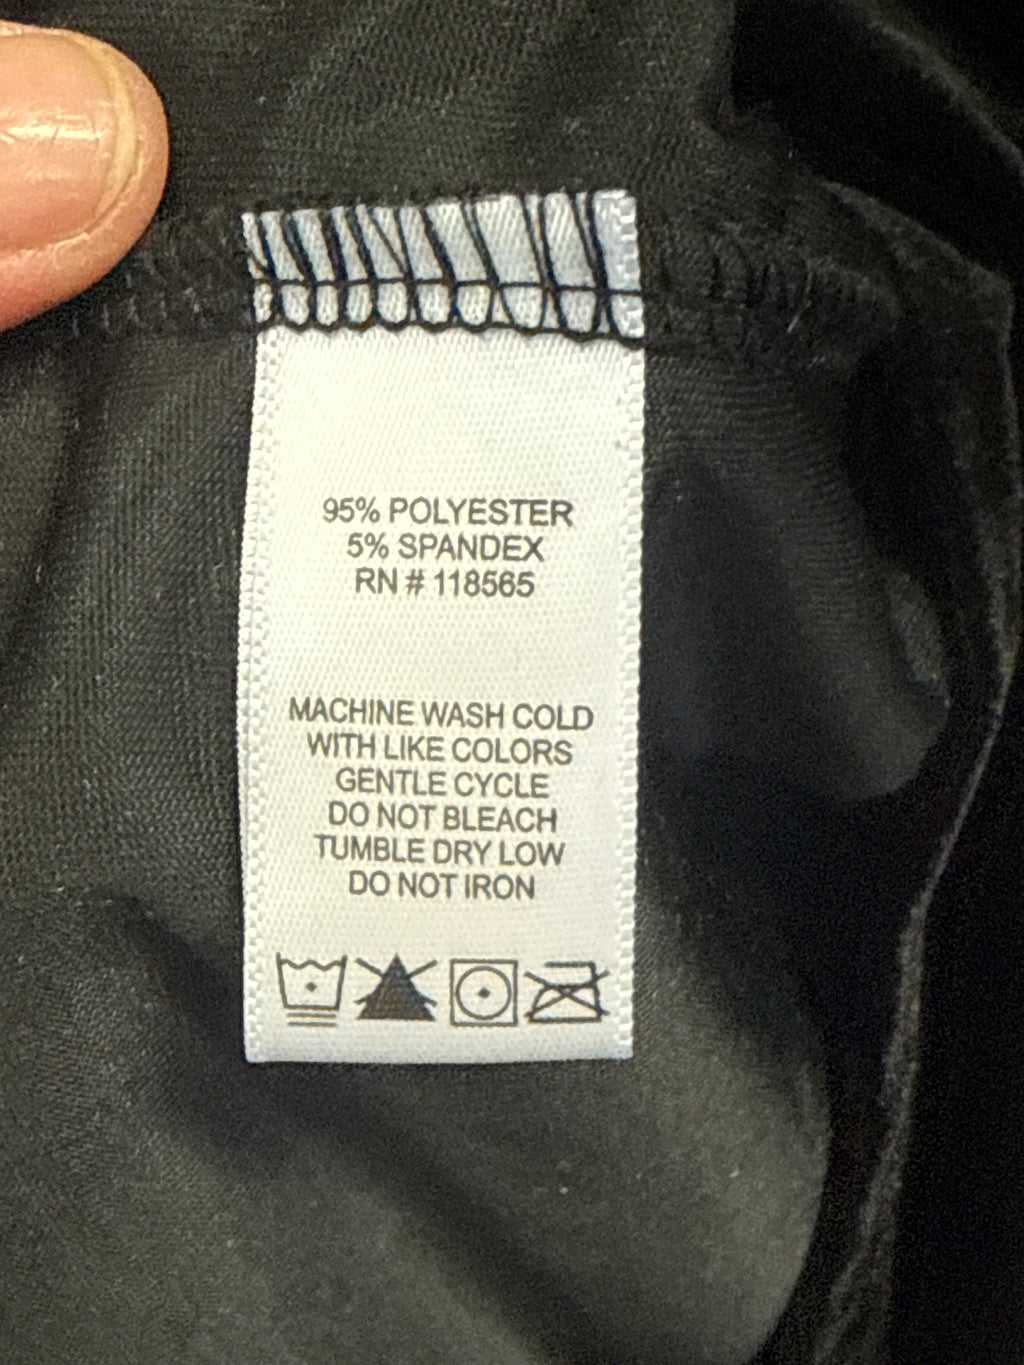 95% POLYESTER
5% SPANDEX
RN # 118565
MACHINE WASH COLD
WITH LIKE COLORS
GENTLE CYCLE
DO NOT BLEACH
TUMBLE DRY LOW
DO NOT IRON